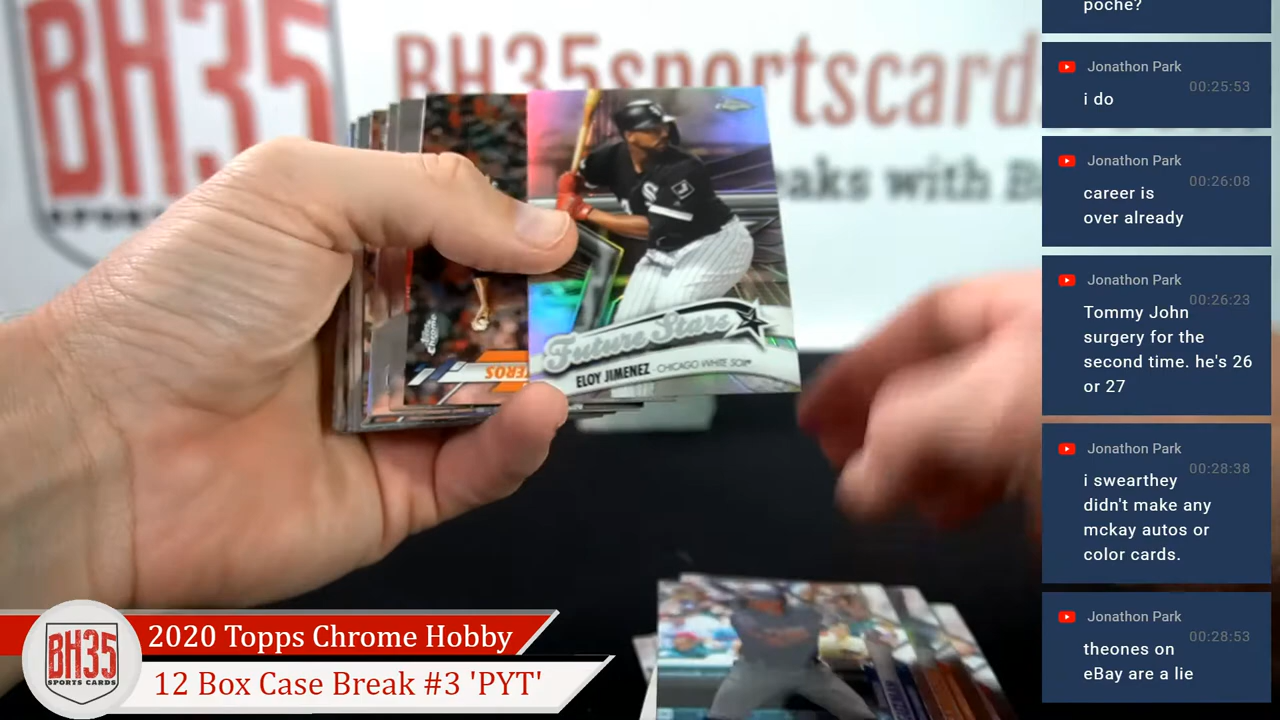 BH35
SPORTS
BH35sportscards
eaks with B
poche?
Jonathon Park
00:25:53
i do
Jonathon Park
00:26:08
career is
over already
Jonathon Park
00:26:23
Tommy John
surgery for the
second time. he's 26
or 27
Jonathon Park
00:28:38
i swearthey
didn't make any
mckay autos or
color cards.
Jonathon Park
00:28:53
theones on
eBay are a lie
Chrome
Future Stars
ELOY JIMENEZ CHICAGO WHITE SOX
BH35
SPORTS CARDS
2020 Topps Chrome Hobby
12 Box Case Break #3 'PYT'